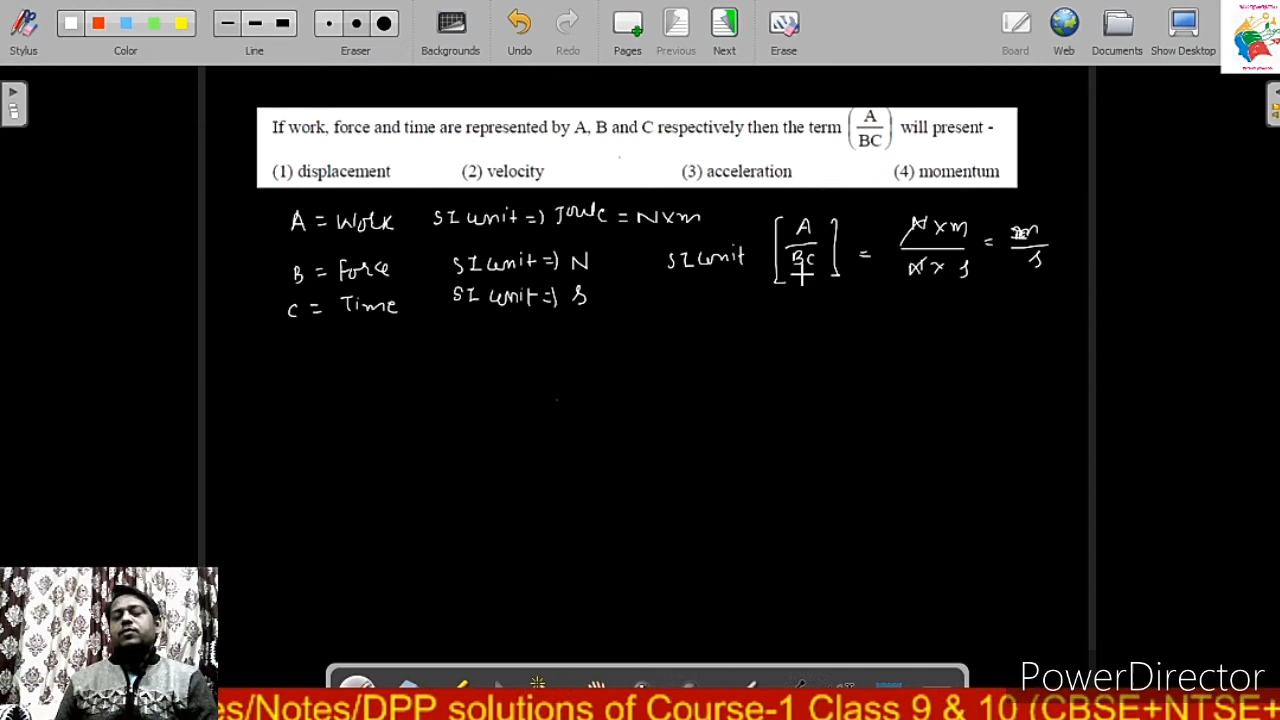 Stylus Color Line Eraser Backgrounds Undo Redo Pages Previous Next Erase Board Web Documents Show Desktop
If work, force and time are represented by A, B and C respectively then the term (A/BC) will present -
(1) displacement (2) velocity (3) acceleration (4) momentum
A = Work SI unit => Joule = N×m
B = Force SI unit => N
C = Time SI unit => s
SI unit [A/BC] = N×m/N×s = m/s
PowerDirector
es/Notes/DPP solutions of Course-1 Class 9 & 10 (CBSE+NTSE+